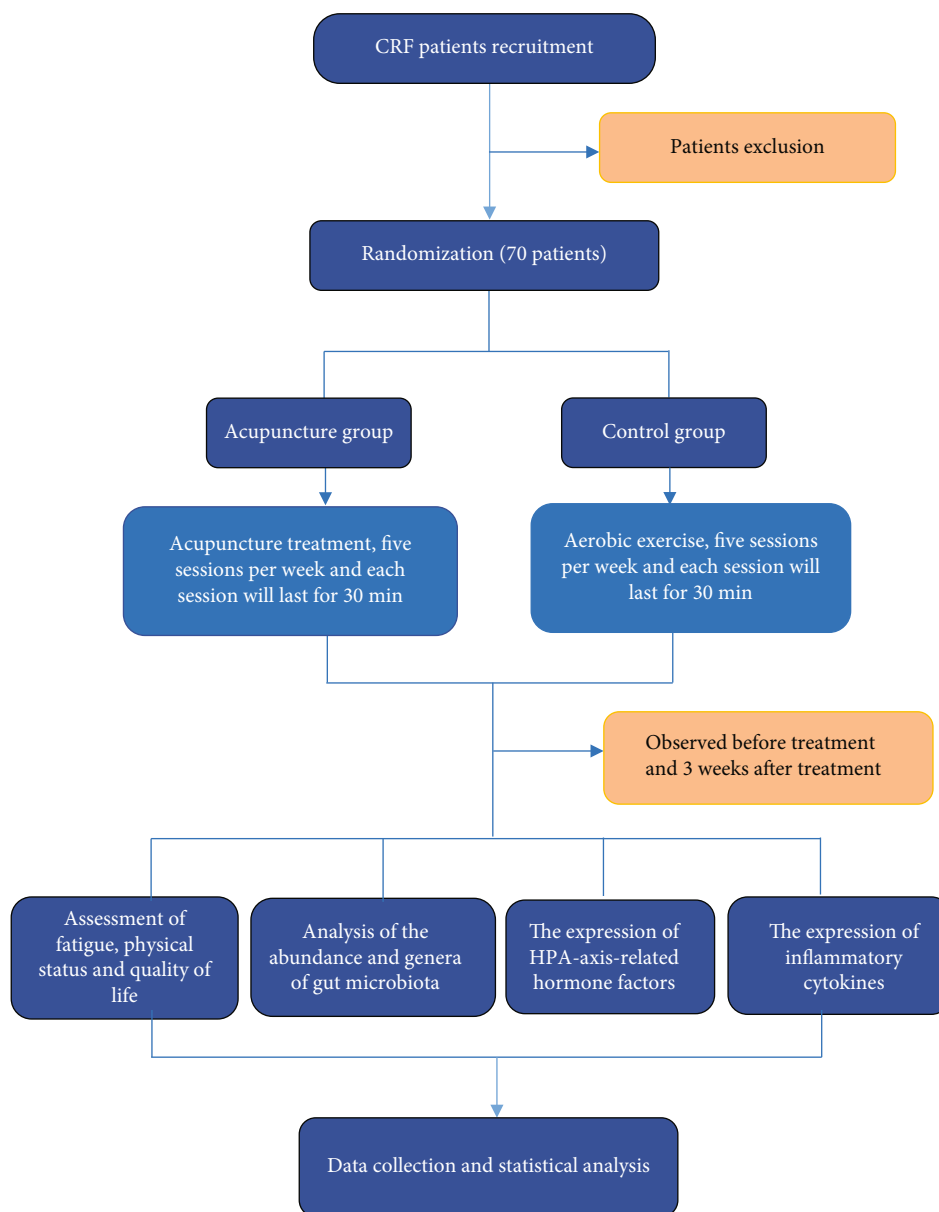 CRF patients recruitment
Patients exclusion
Randomization (70 patients)
Acupuncture group
Control group
Acupuncture treatment, five
sessions per week and each
session will last for 30 min
Aerobic exercise, five sessions
per week and each session will
last for 30 min
Observed before treatment
and 3 weeks after treatment
Assessment of
fatigue, physical
status and quality of
life
Analysis of the
abundance and genera
of gut microbiota
The expression of
HPA-axis-related
hormone factors
The expression of
inflammatory
cytokines
Data collection and statistical analysis